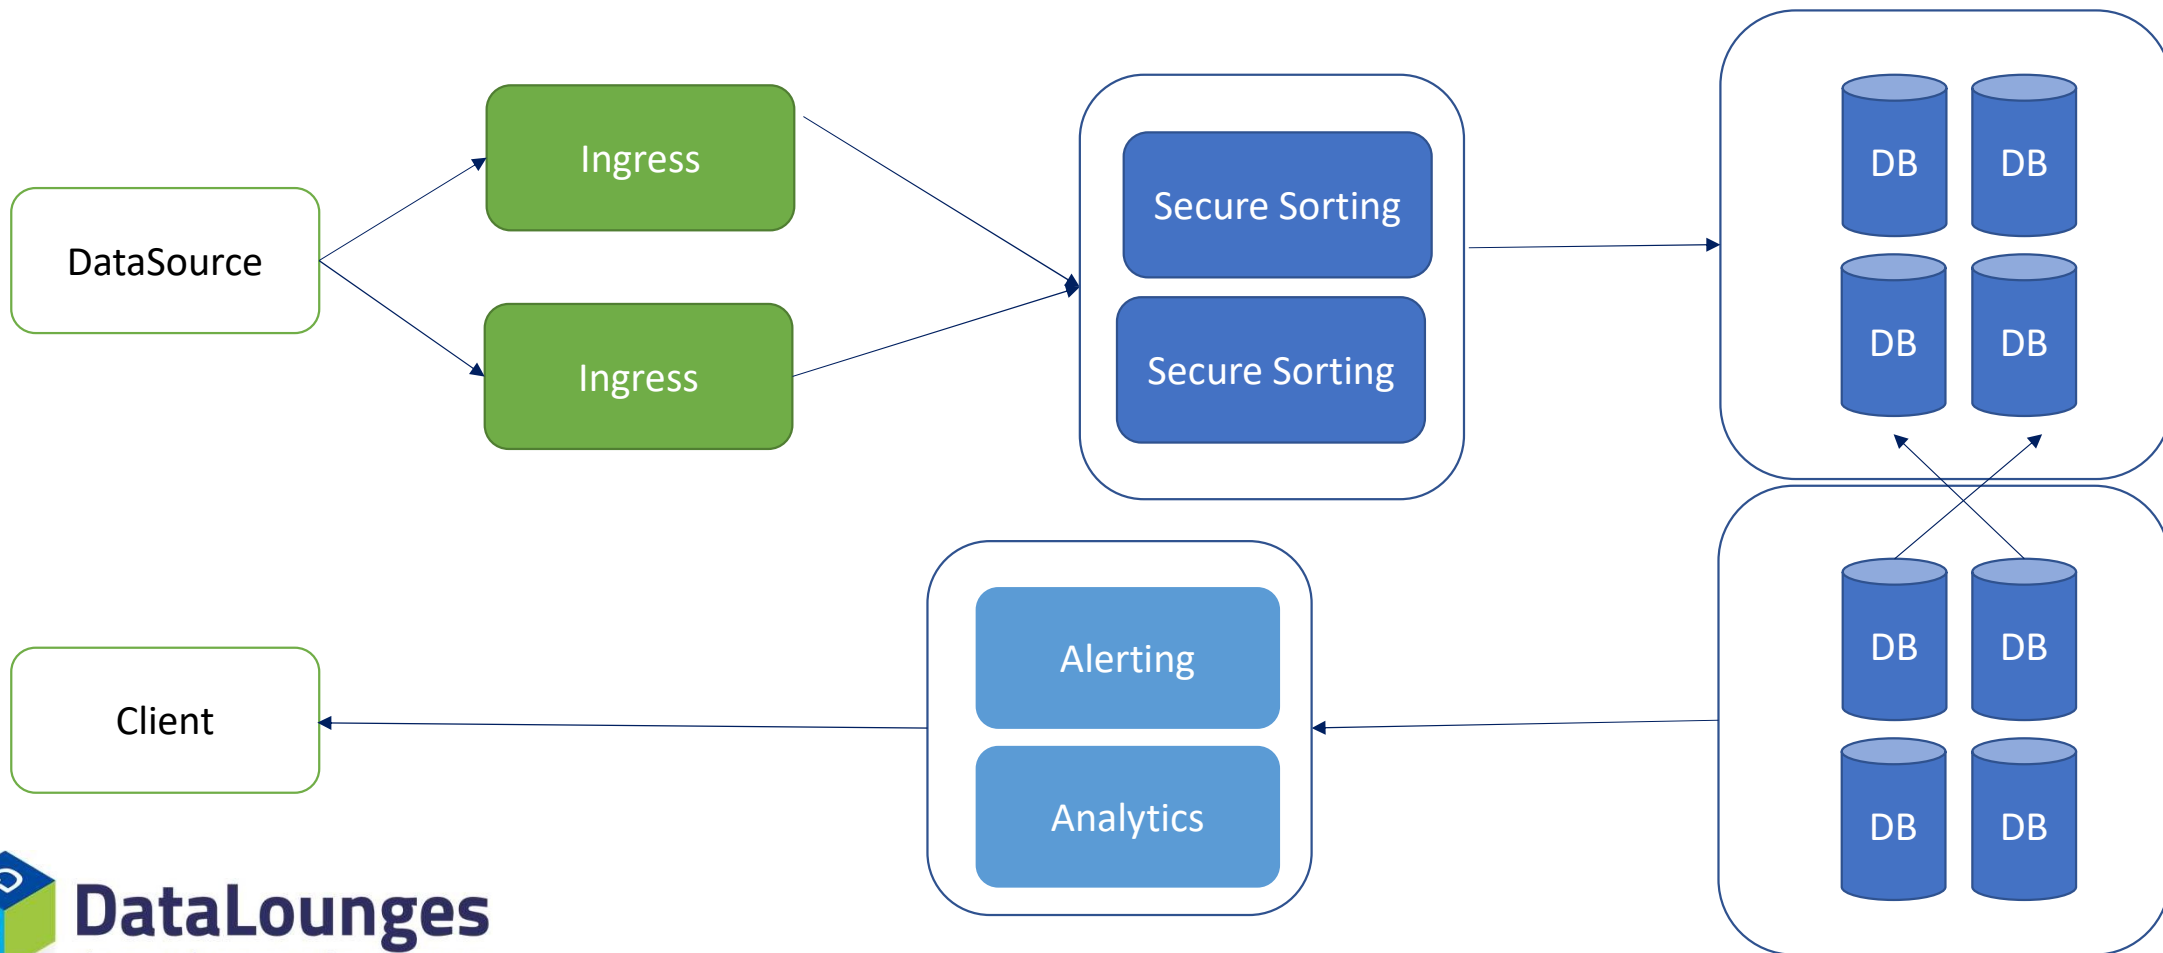 DataSource
Ingress
Ingress
Secure Sorting
Secure Sorting
DB
DB
DB
DB
Client
Alerting
Analytics
DB
DB
DB
DB
DataLounges